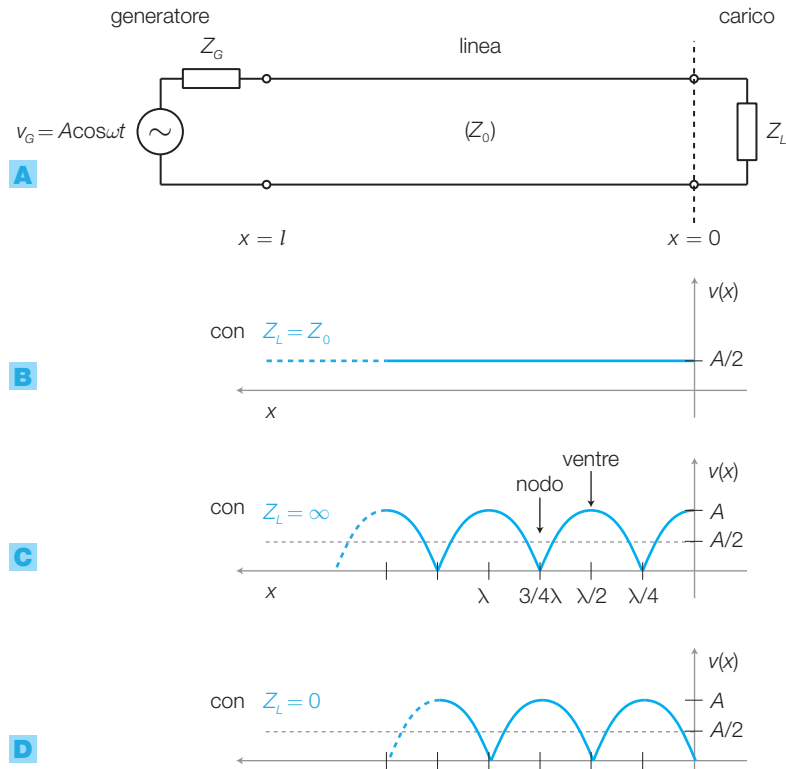 generatore linea carico
Z_G
v_G = Acosωt (Z_0) Z_L
A
x = l x = 0
v(x)
con Z_L = Z_0
A/2
B
x
ventre
v(x)
nodo
con Z_L = ∞ A
A/2
C
x λ 3/4λ λ/2 λ/4
v(x)
con Z_L = 0 A
A/2
D